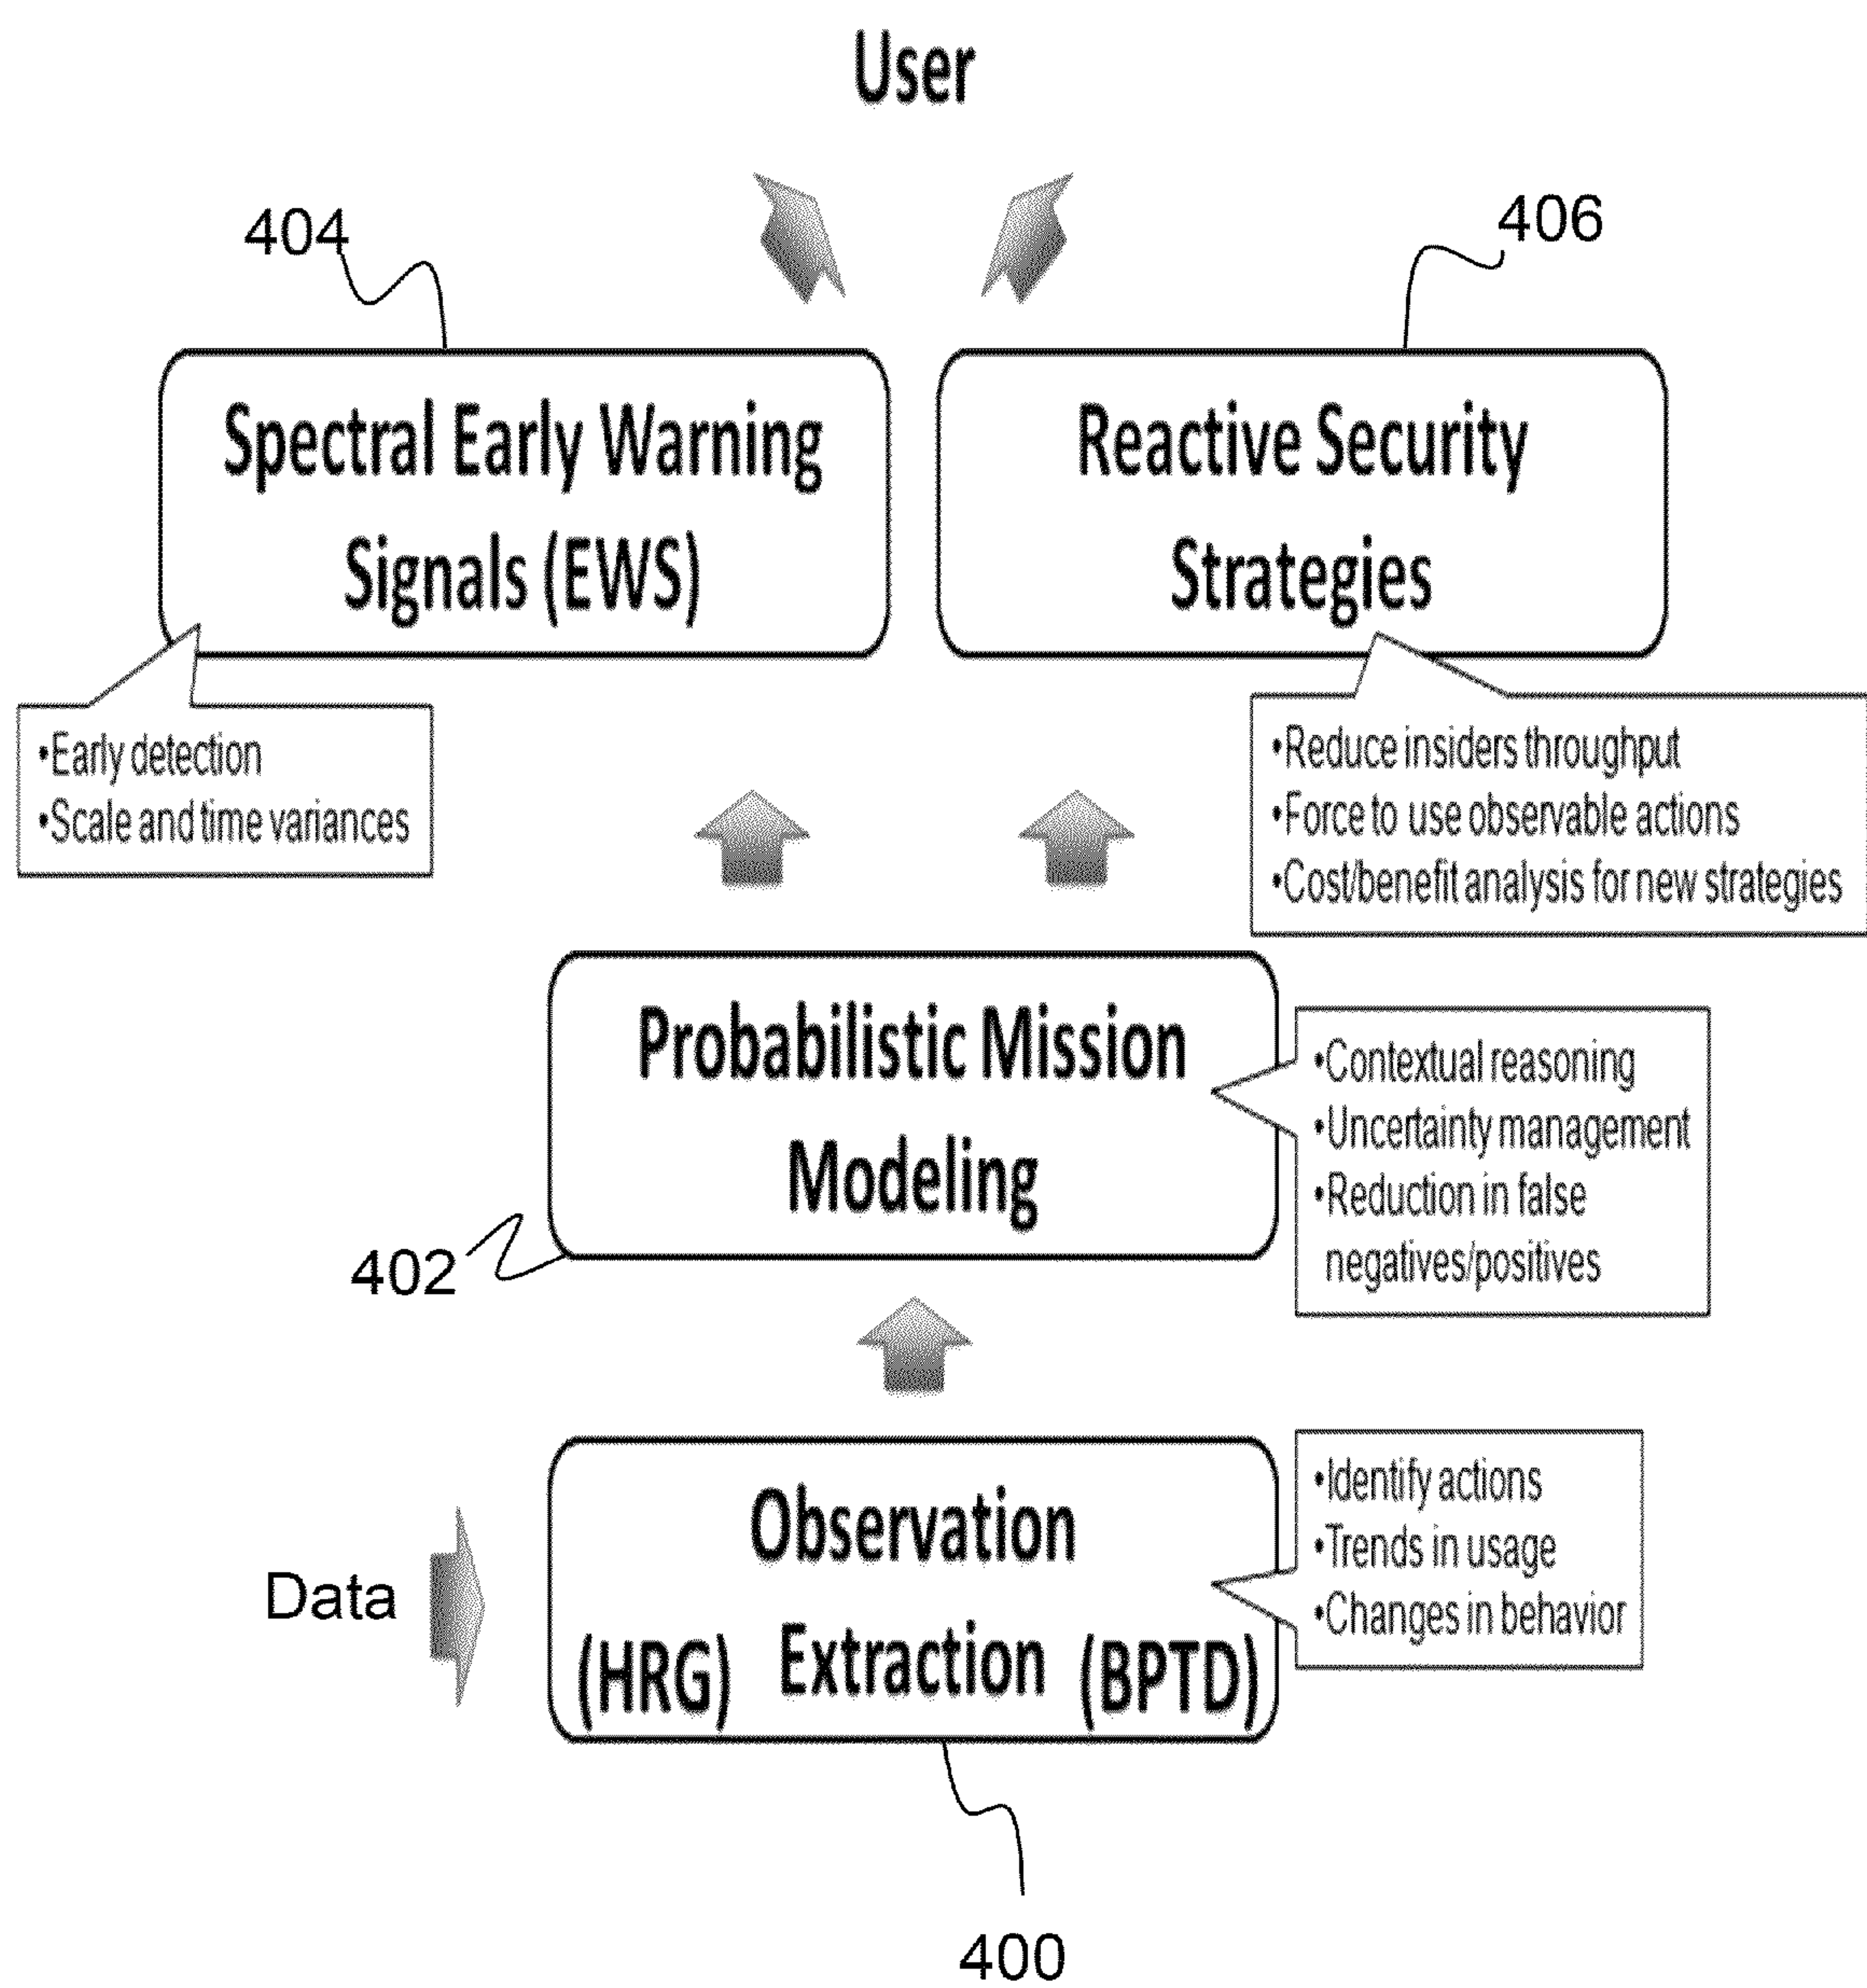 User
404
406
Spectral Early Warning
Signals (EWS)
Reactive Security
Strategies
•Early detection
•Scale and time variances
•Reduce insiders throughput
•Force to use observable actions
•Cost/benefit analysis for new strategies
Probabilistic Mission
Modeling
402
•Contextual reasoning
•Uncertainty management
•Reduction in false
negatives/positives
Data
Observation
(HRG) Extraction (BPTD)
•Identify actions
•Trends in usage
•Changes in behavior
400